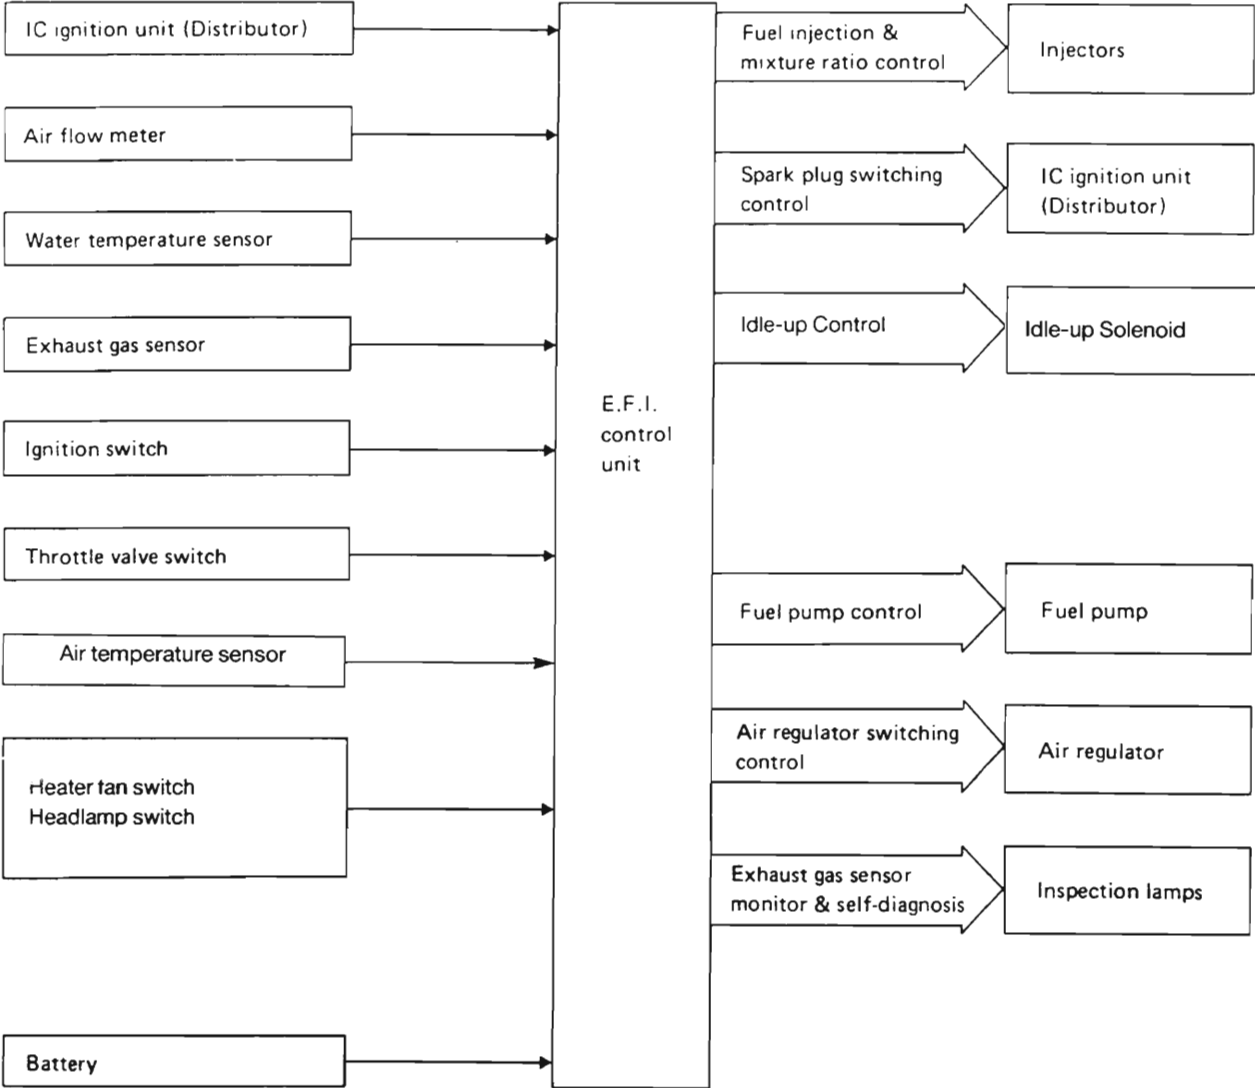 IC ignition unit (Distributor)
Air flow meter
Water temperature sensor
Exhaust gas sensor
Ignition switch
Throttle valve switch
Air temperature sensor
Heater fan switch
Headlamp switch
Battery
E.F.I.
control
unit
Fuel injection &
mixture ratio control
Injectors
Spark plug switching
control
IC ignition unit
(Distributor)
Idle-up Control
Idle-up Solenoid
Fuel pump control
Fuel pump
Air regulator switching
control
Air regulator
Exhaust gas sensor
monitor & self-diagnosis
Inspection lamps